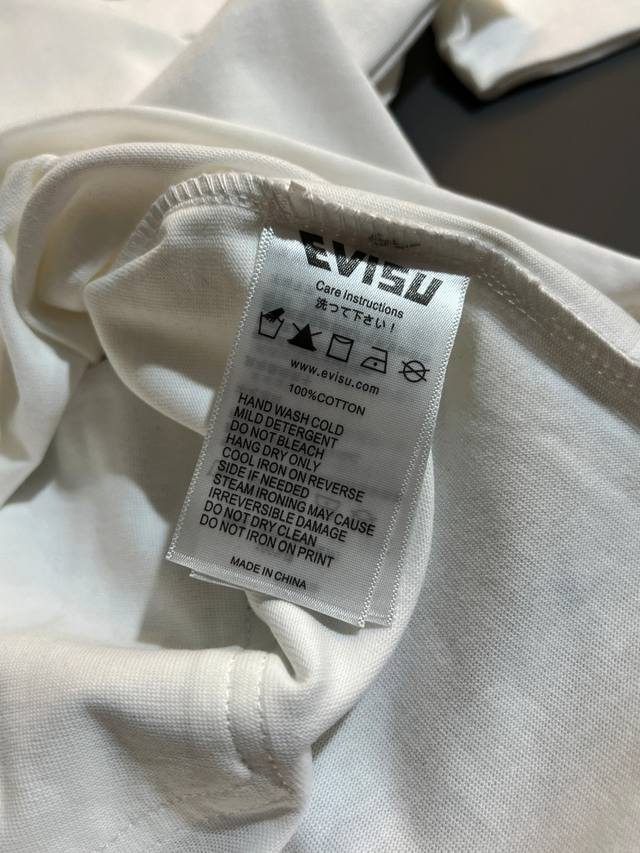 EVISU
Care Instructions
洗って下さい！
www.evisu.com
100%COTTON
HAND WASH COLD
MILD DETERGENT
DO NOT BLEACH
HANG DRY ONLY
COOL IRON ON REVERSE
SIDE IF NEEDED
STEAM IRONING MAY CAUSE
IRREVERSIBLE DAMAGE
DO NOT DRY CLEAN
DO NOT IRON ON PRINT
MADE IN CHINA